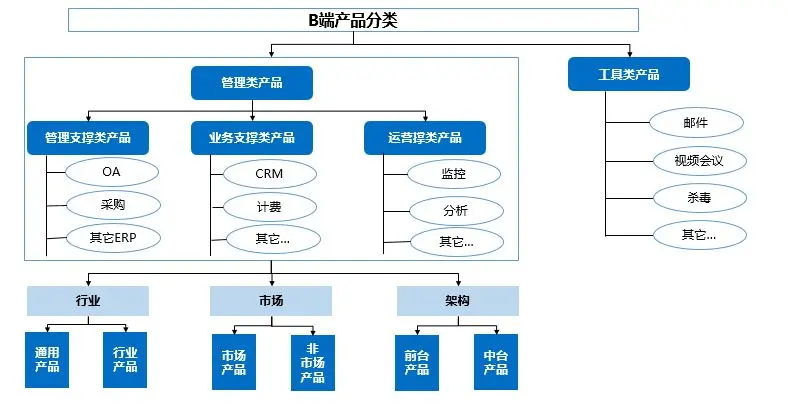 B端产品分类
管理类产品
工具类产品
管理支撑类产品
业务支撑类产品
运营撑类产品
OA
采购
其它ERP
CRM
计费
其它...
监控
分析
其它...
邮件
视频会议
杀毒
其它...
行业
市场
架构
通用
产品
行业
产品
市场
产品
非
市场
产品
前台
产品
中台
产品